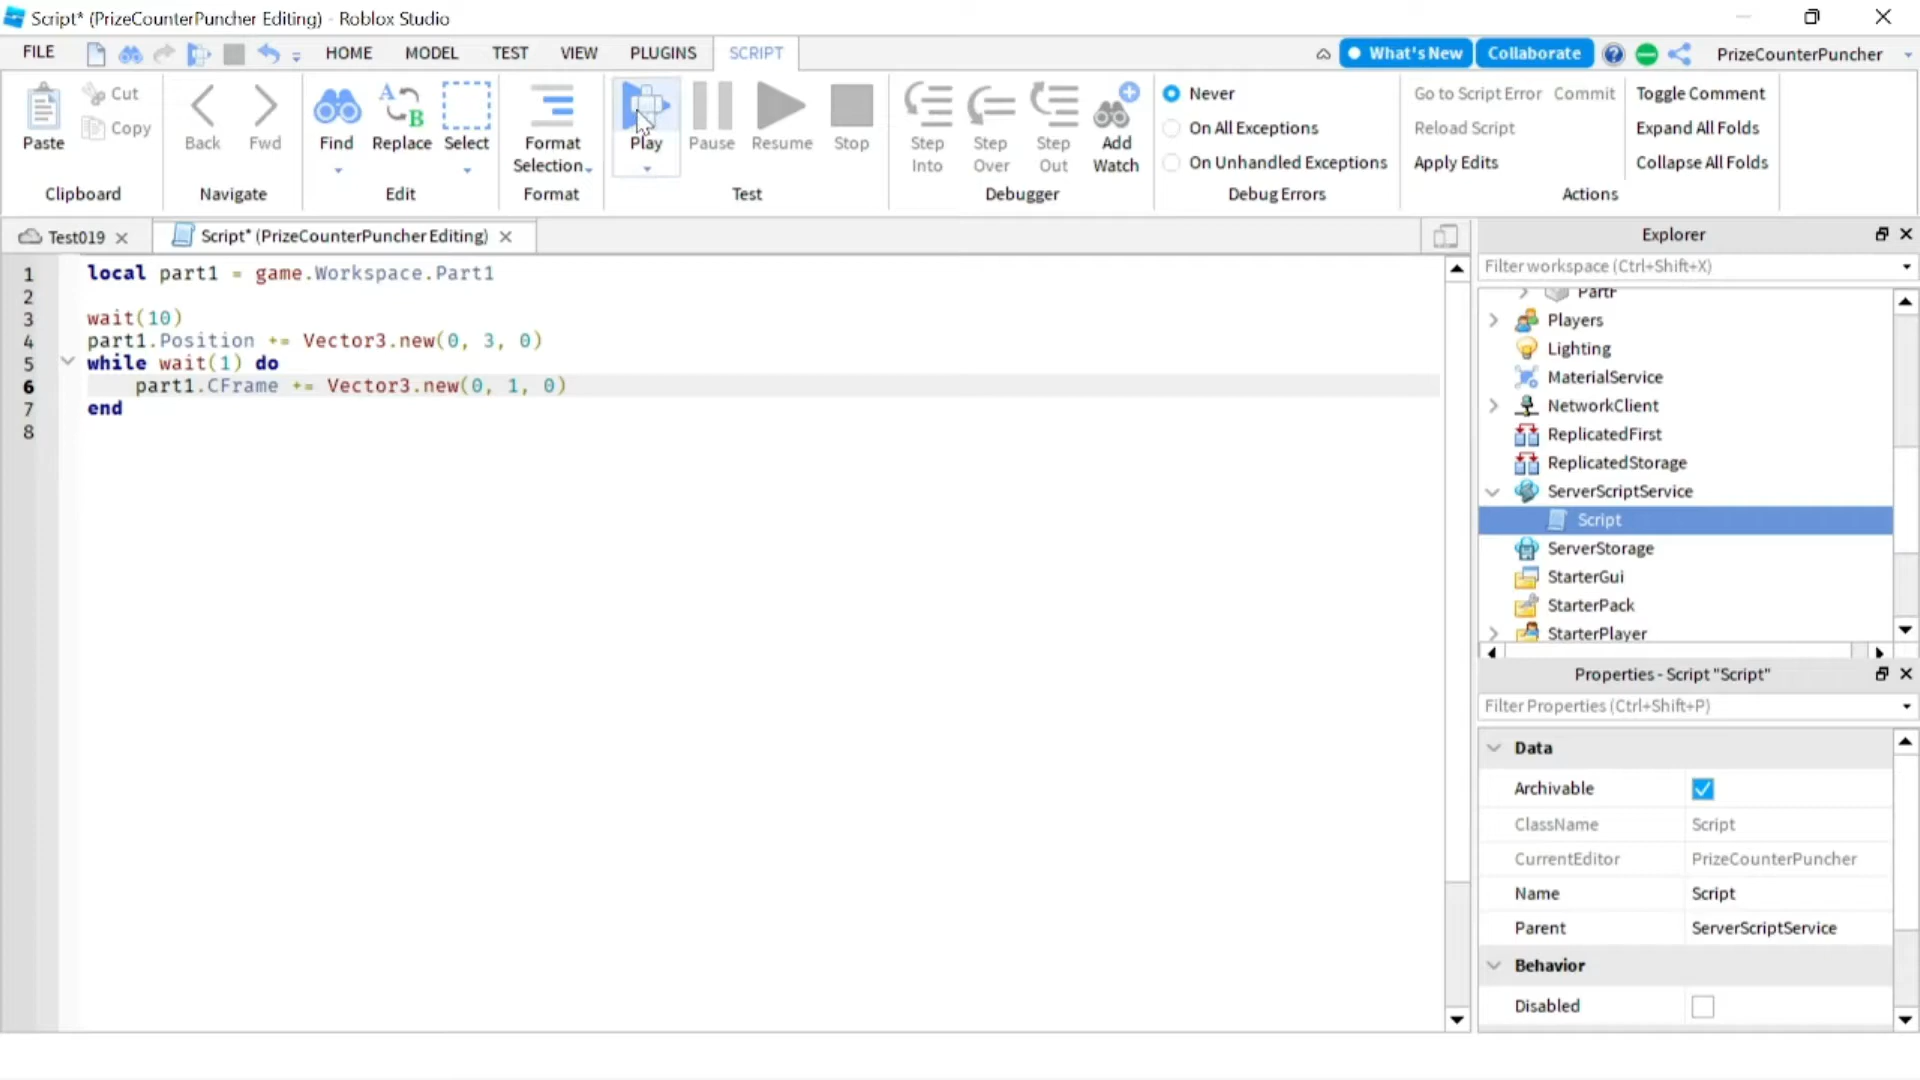 Script* (PrizeCounterPuncher Editing) - Roblox Studio
FILE HOME MODEL TEST VIEW PLUGINS SCRIPT What's New Collaborate PrizeCounterPuncher
Paste
Cut
Copy
Clipboard
Back
Fwd
Navigate
Find
Replace
Select
Edit
Format
Selection
Format
Play
Pause
Resume
Stop
Test
Step
Into
Step
Over
Step
Out
Add
Watch
Debugger
Never
On All Exceptions
On Unhandled Exceptions
Debug Errors
Go to Script Error Commit
Reload Script
Apply Edits
Toggle Comment
Expand All Folds
Collapse All Folds
Actions
Test019
Script* (PrizeCounterPuncher Editing)
1 local part1 = game.Workspace.Part1
2
3 wait(10)
4 part1.Position += Vector3.new(0, 3, 0)
5 while wait(1) do
6 part1.CFrame += Vector3.new(0, 1, 0)
7 end
8
Explorer
Filter workspace (Ctrl+Shift+X)
PartF
Players
Lighting
MaterialService
NetworkClient
ReplicatedFirst
ReplicatedStorage
ServerScriptService
Script
ServerStorage
StarterGui
StarterPack
StarterPlayer
Properties - Script "Script"
Filter Properties (Ctrl+Shift+P)
Data
Archivable
ClassName Script
CurrentEditor PrizeCounterPuncher
Name Script
Parent ServerScriptService
Behavior
Disabled